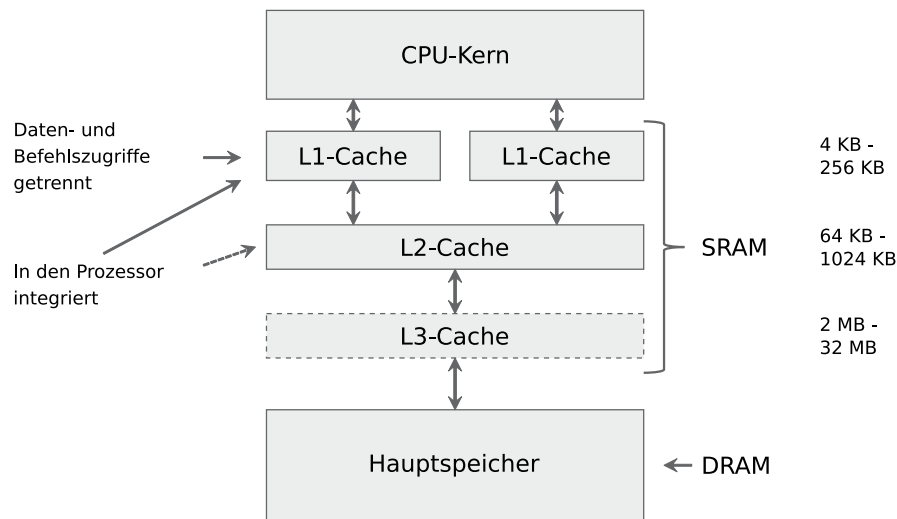 CPU-Kern
Daten- und
Befehlszugriffe
getrennt
L1-Cache
L1-Cache
4 KB -
256 KB
In den Prozessor
integriert
L2-Cache
SRAM
64 KB -
1024 KB
L3-Cache
2 MB -
32 MB
Hauptspeicher
DRAM